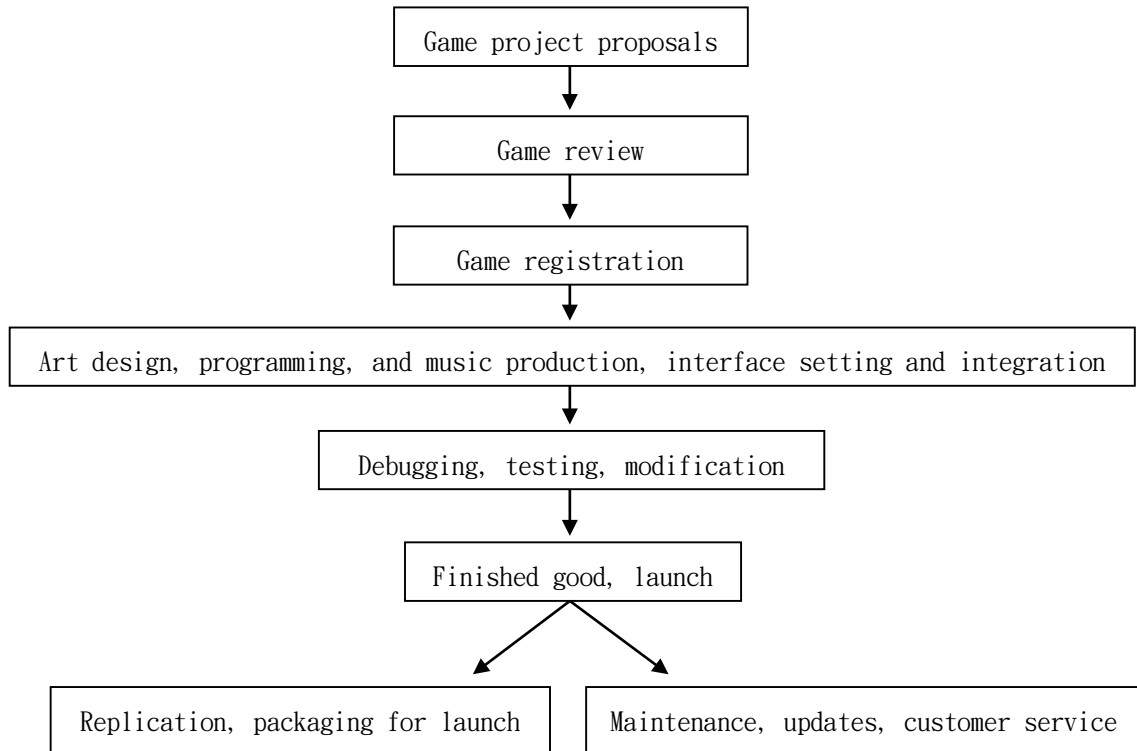 Game project proposals
Game review
Game registration
Art design, programming, and music production, interface setting and integration
Debugging, testing, modification
Finished good, launch
Replication, packaging for launch
Maintenance, updates, customer service